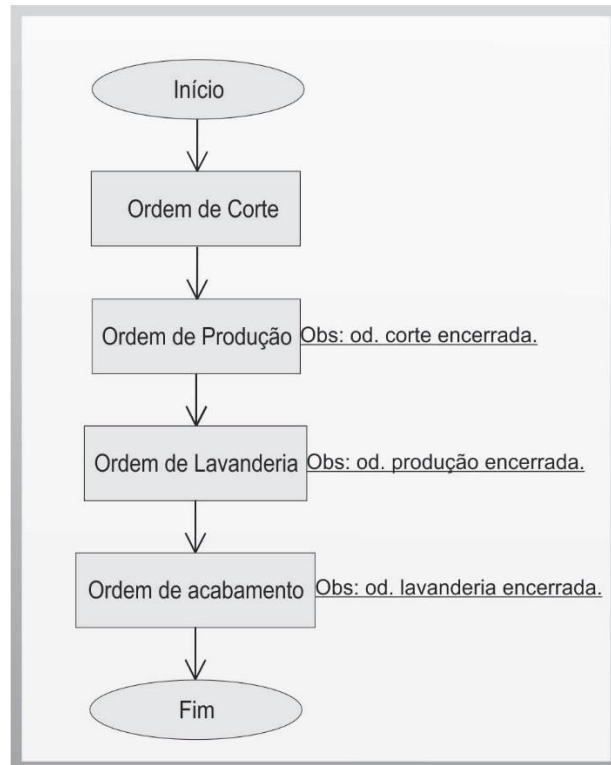 Início
Ordem de Corte
Ordem de Produção Obs: od. corte encerrada.
Ordem de Lavanderia Obs: od. produção encerrada.
Ordem de acabamento Obs: od. lavanderia encerrada.
Fim